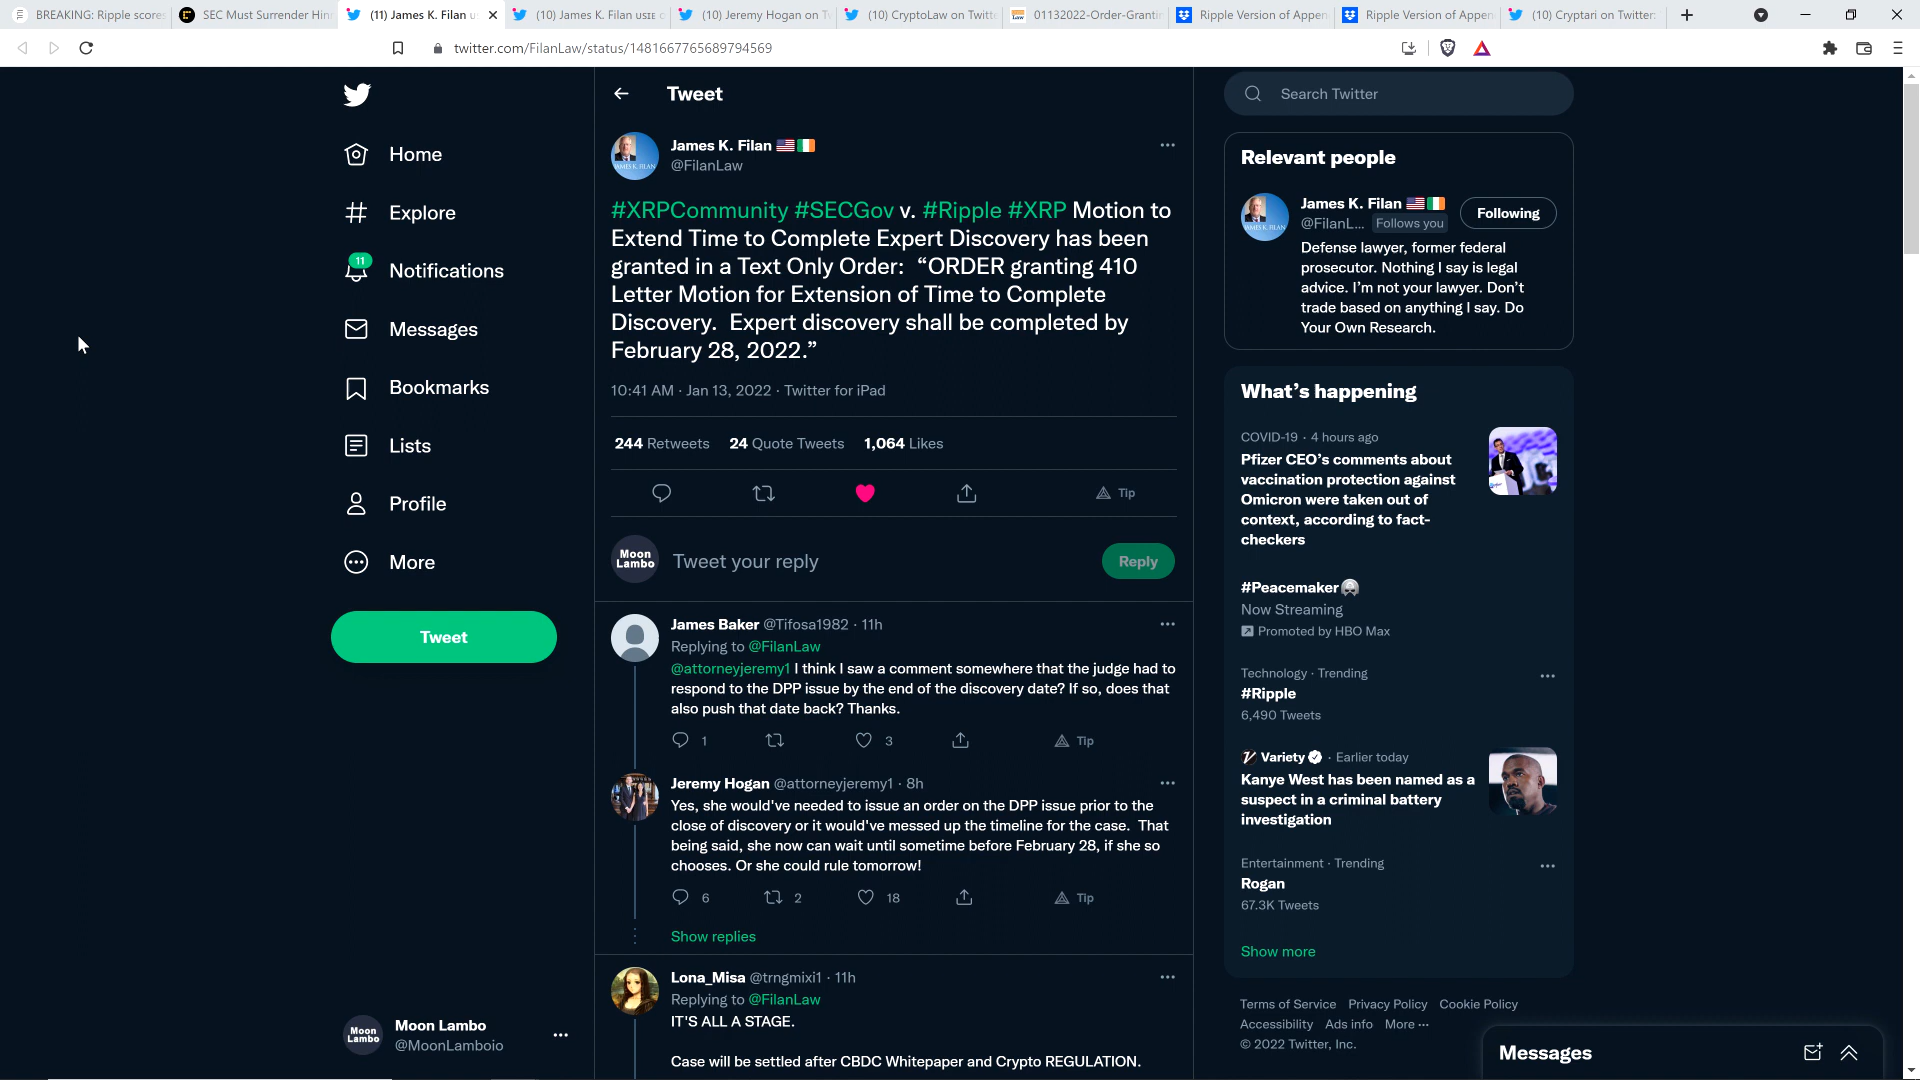 BREAKING: Ripple scores
SEC Must Surrender Hin
(11) James K. Filan u
(10) James K. Filan
(10) Jeremy Hogan on T
(10) CryptoLaw on Twitt
01132022-Order-Granti
Ripple Version of Appen
Ripple Version of Appen
(10) Cryptari on Twitter:
twitter.com/FilanLaw/status/1481667765689794569
Home
Explore
11
Notifications
Messages
Bookmarks
Lists
Profile
More
Tweet
Moon Lambo
Moon Lambo
@MoonLamboio
Tweet
James K. Filan
@FilanLaw
#XRPCommunity #SECGov v. #Ripple #XRP Motion to
Extend Time to Complete Expert Discovery has been
granted in a Text Only Order:  “ORDER granting 410
Letter Motion for Extension of Time to Complete
Discovery.  Expert discovery shall be completed by
February 28, 2022.”
10:41 AM · Jan 13, 2022 · Twitter for iPad
244 Retweets 24 Quote Tweets 1,064 Likes
Tip
Moon Lambo
Tweet your reply
Reply
James Baker @Tifosa1982 · 11h
Replying to @FilanLaw
@attorneyjeremy1 I think I saw a comment somewhere that the judge had to
respond to the DPP issue by the end of the discovery date? If so, does that
also push that date back? Thanks.
1 3 Tip
Jeremy Hogan @attorneyjeremy1 · 8h
Yes, she would've needed to issue an order on the DPP issue prior to the
close of discovery or it would've messed up the timeline for the case.  That
being said, she now can wait until sometime before February 28, if she so
chooses. Or she could rule tomorrow!
6 2 18 Tip
Show replies
Lona_Misa @trngmixi1 · 11h
Replying to @FilanLaw
IT'S ALL A STAGE.
Case will be settled after CBDC Whitepaper and Crypto REGULATION.
Search Twitter
Relevant people
James K. Filan
@FilanL... Follows you
Following
Defense lawyer, former federal
prosecutor. Nothing I say is legal
advice. I’m not your lawyer. Don’t
trade based on anything I say. Do
Your Own Research.
What’s happening
COVID-19 · 4 hours ago
Pfizer CEO’s comments about
vaccination protection against
Omicron were taken out of
context, according to fact-
checkers
#Peacemaker
Now Streaming
Promoted by HBO Max
Technology · Trending
#Ripple
6,490 Tweets
Variety · Earlier today
Kanye West has been named as a
suspect in a criminal battery
investigation
Entertainment · Trending
Rogan
67.3K Tweets
Show more
Terms of Service Privacy Policy Cookie Policy
Accessibility Ads info More ···
© 2022 Twitter, Inc.
Messages